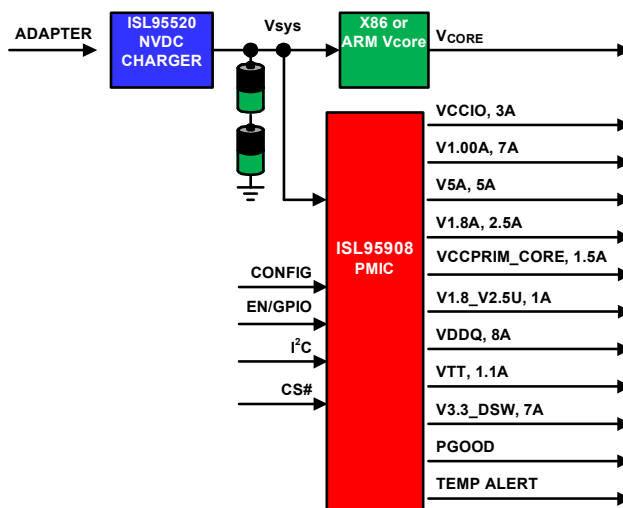 ADAPTER
ISL95520
NVDC
CHARGER
Vsys
X86 or
ARM Vcore
VCORE
VCCIO, 3A
V1.00A, 7A
V5A, 5A
V1.8A, 2.5A
VCCPRIM_CORE, 1.5A
V1.8_V2.5U, 1A
VDDQ, 8A
VTT, 1.1A
V3.3_DSW, 7A
PGOOD
TEMP ALERT
ISL95908
PMIC
CONFIG
EN/GPIO
I²C
CS#